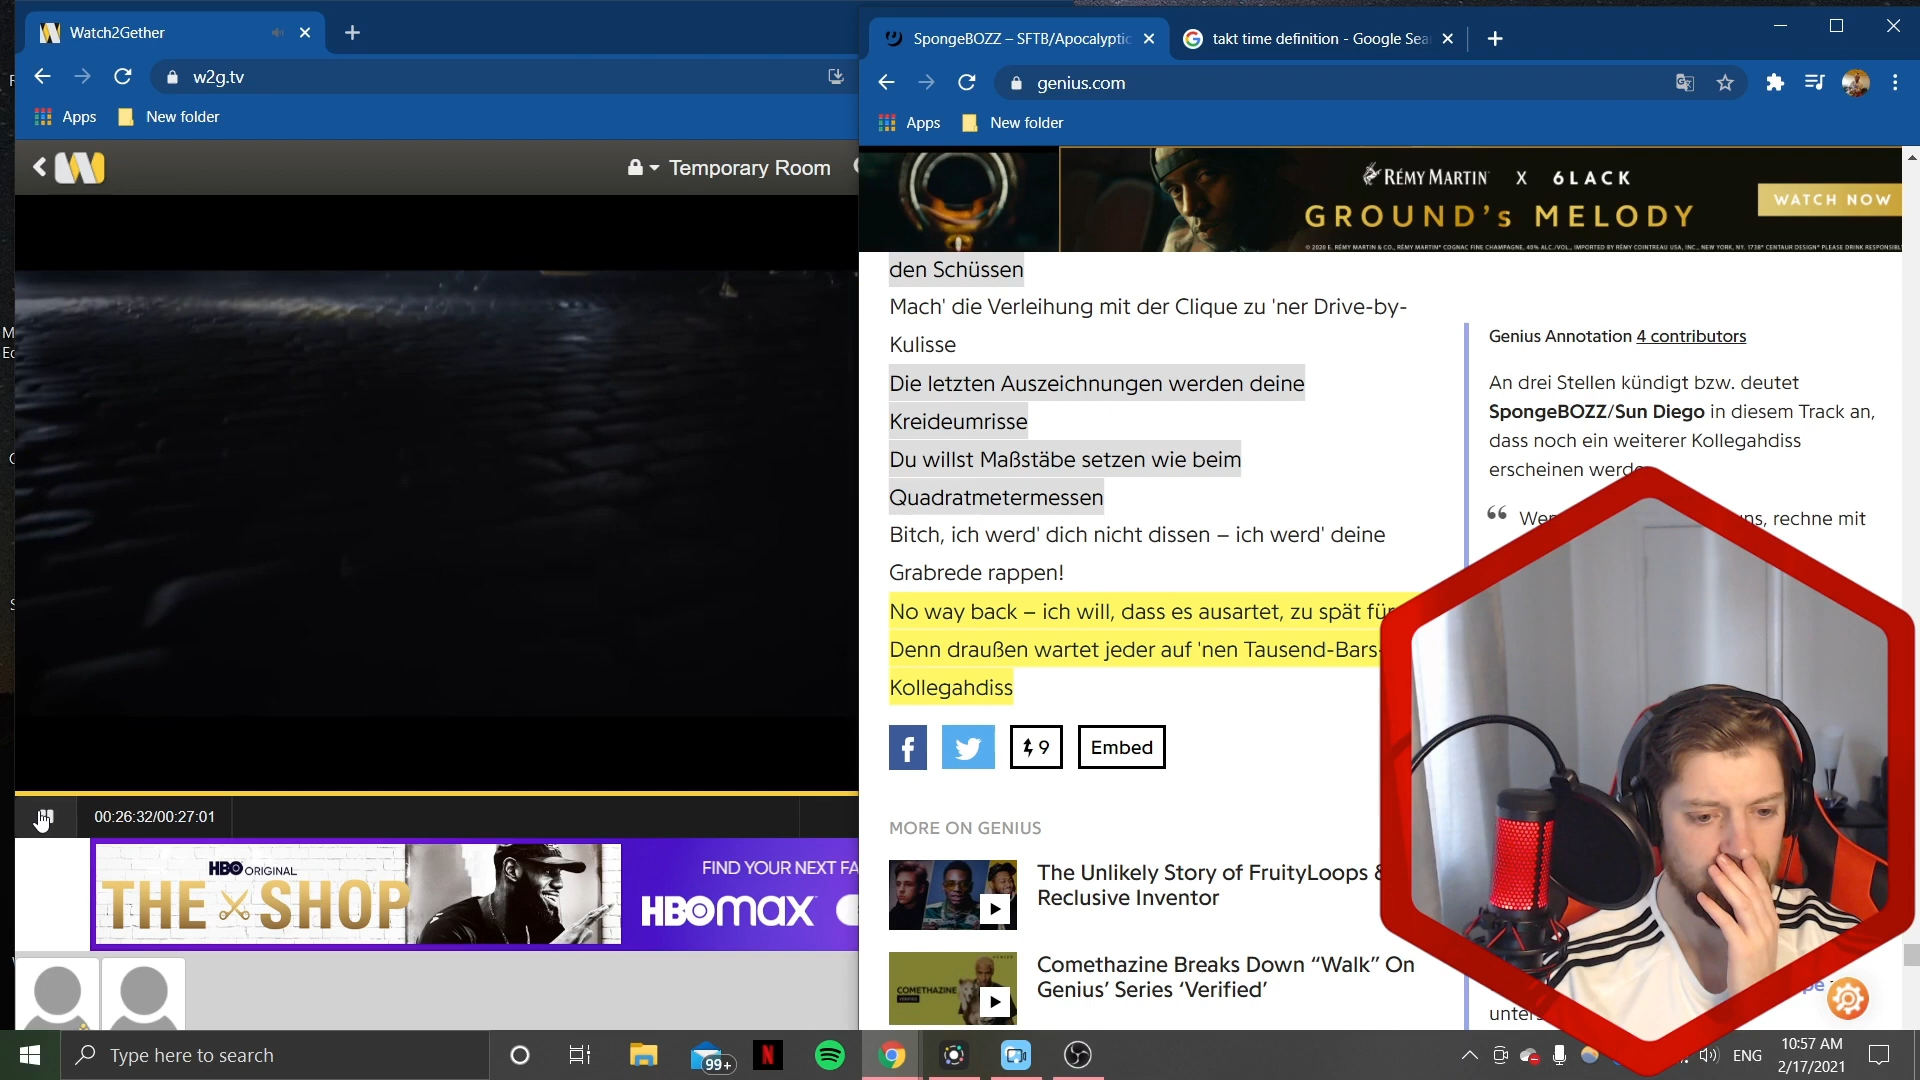 Watch2Gether
w2g.tv
Apps
New folder
Temporary Room
00:26:32/00:27:01
HBO ORIGINAL
THE SHOP
FIND YOUR NEXT FA
HBOmax
SpongeBOZZ – SFTB/Apocalyptic
takt time definition - Google Sea
genius.com
Apps
New folder
RÉMY MARTIN X 6LACK
GROUND's MELODY
WATCH NOW
den Schüssen
Mach' die Verleihung mit der Clique zu 'ner Drive-by-
Kulisse
Die letzten Auszeichnungen werden deine
Kreideumrisse
Du willst Maßstäbe setzen wie beim
Quadratmetermessen
Bitch, ich werd' dich nicht dissen – ich werd' deine
Grabrede rappen!
No way back – ich will, dass es ausartet, zu spät für
Denn draußen wartet jeder auf 'nen Tausend-Bars-
Kollegahdiss
9
Embed
MORE ON GENIUS
The Unlikely Story of FruityLoops &
Reclusive Inventor
COMETHAZINE
Comethazine Breaks Down “Walk” On
Genius’ Series ‘Verified’
Genius Annotation 4 contributors
An drei Stellen kündigt bzw. deutet
SpongeBOZZ/Sun Diego in diesem Track an,
dass noch ein weiterer Kollegahdiss
erscheinen werde
“ Wen
ns, rechne mit
unter
Type here to search
99+
ENG
10:57 AM
2/17/2021